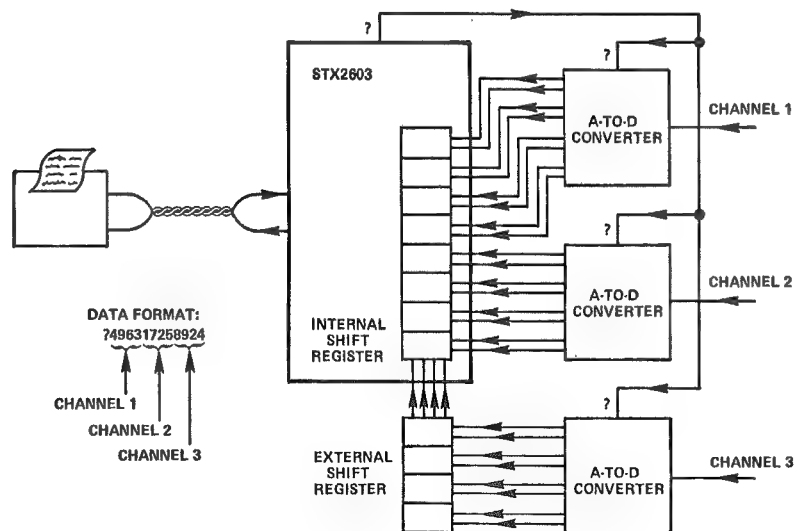 ?
STX2603
?
A-TO-D
CONVERTER
CHANNEL 1
?
A-TO-D
CONVERTER
CHANNEL 2
INTERNAL
SHIFT
REGISTER
DATA FORMAT:
?496317258924
CHANNEL 1
CHANNEL 2
CHANNEL 3
?
EXTERNAL
SHIFT
REGISTER
A-TO-D
CONVERTER
CHANNEL 3